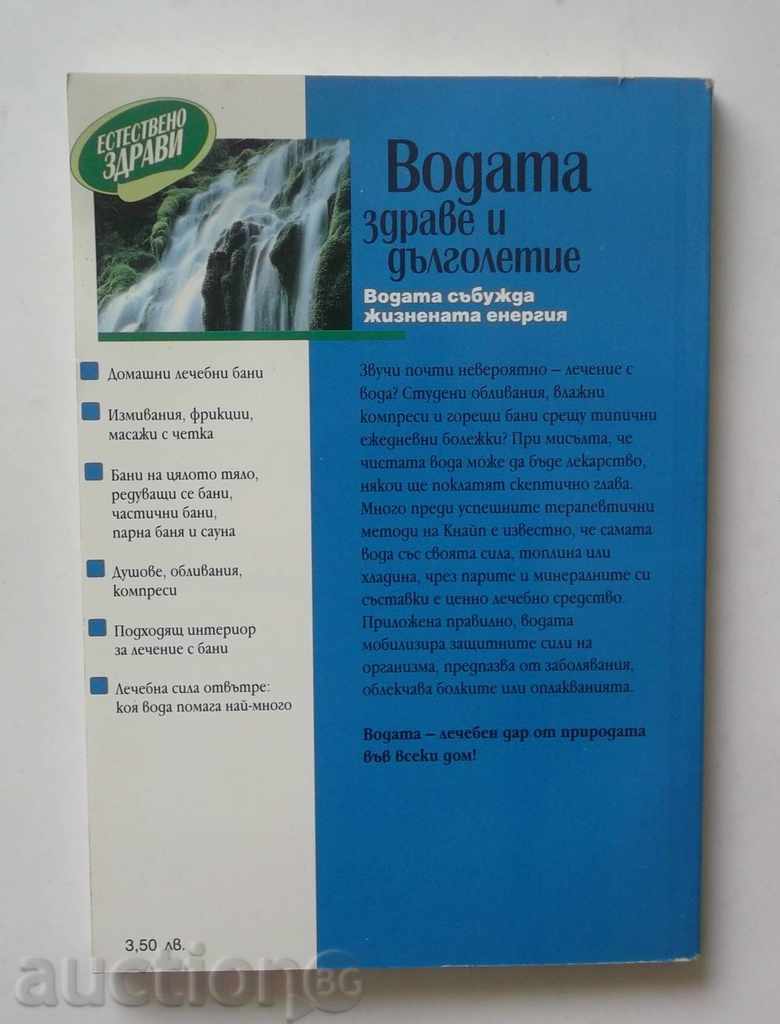 ЕСТЕСТВЕНО
ЗДРАВИ
Водата
здраве и
дълголетие
Водата събужда
жизнената енергия
Домашни лечебни бани
Измивания, фрикции,
масажи с четка
Бани на цялото тяло,
редуващи се бани,
частични бани,
парна баня и сауна
Душове, обливания,
компреси
Подходящ интериор
за лечение с бани
Лечебна сила отвътре:
коя вода помага най-много
3,50 лв.
Звучи почти невероятно – лечение с
вода? Студени обливания, влажни
компреси и горещи бани срещу типични
ежедневни болежки? При мисълта, че
чистата вода може да бъде лекарство,
някои ще поклатят скептично глава.
Много преди успешните терапевтични
методи на Кнайп е известно, че самата
вода със своята сила, топлина или
хладина, чрез парите и минералните си
съставки е ценно лечебно средство.
Приложена правилно, водата
мобилизира защитните сили на
организма, предпазва от заболявания,
облекчава болките или оплакванията.
Водата – лечебен дар от природата
във всеки дом!
auctionBG